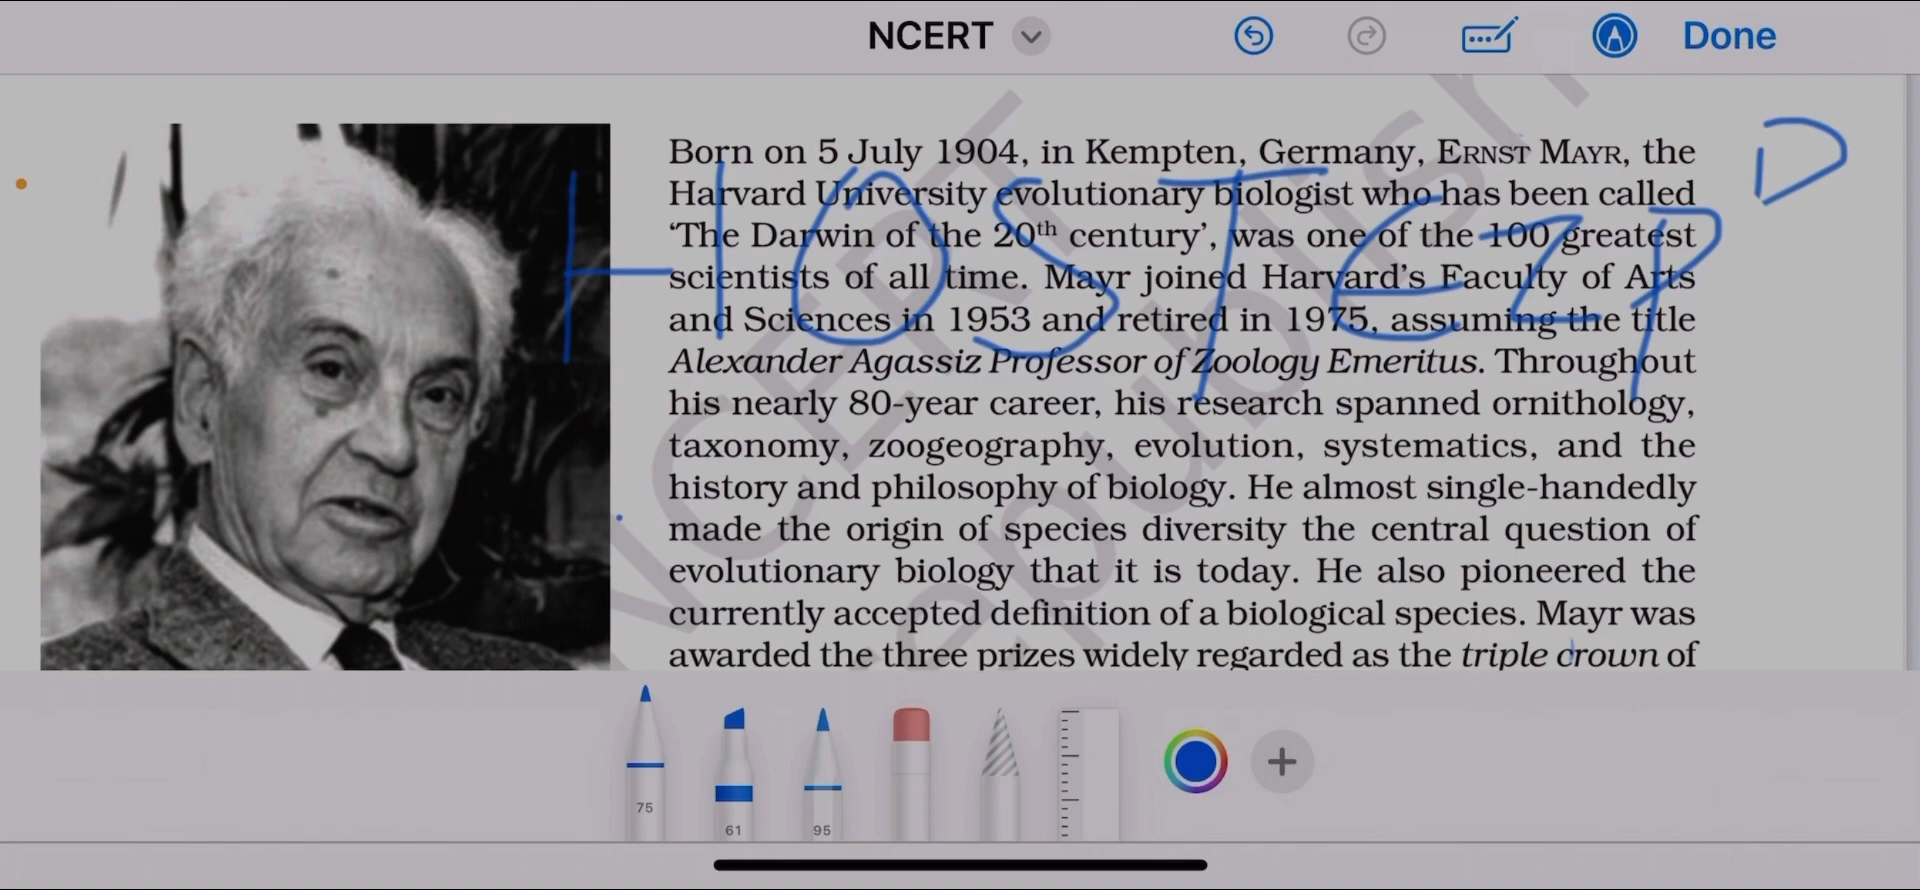 NCERT
Done
Born on 5 July 1904, in Kempten, Germany, ERNST MAYR, the
Harvard University evolutionary biologist who has been called
‘The Darwin of the 20th century’, was one of the 100 greatest
scientists of all time. Mayr joined Harvard’s Faculty of Arts
and Sciences in 1953 and retired in 1975, assuming the title
Alexander Agassiz Professor of Zoology Emeritus. Throughout
his nearly 80-year career, his research spanned ornithology,
taxonomy, zoogeography, evolution, systematics, and the
history and philosophy of biology. He almost single-handedly
made the origin of species diversity the central question of
evolutionary biology that it is today. He also pioneered the
currently accepted definition of a biological species. Mayr was
awarded the three prizes widely regarded as the triple crown of
75
61
95